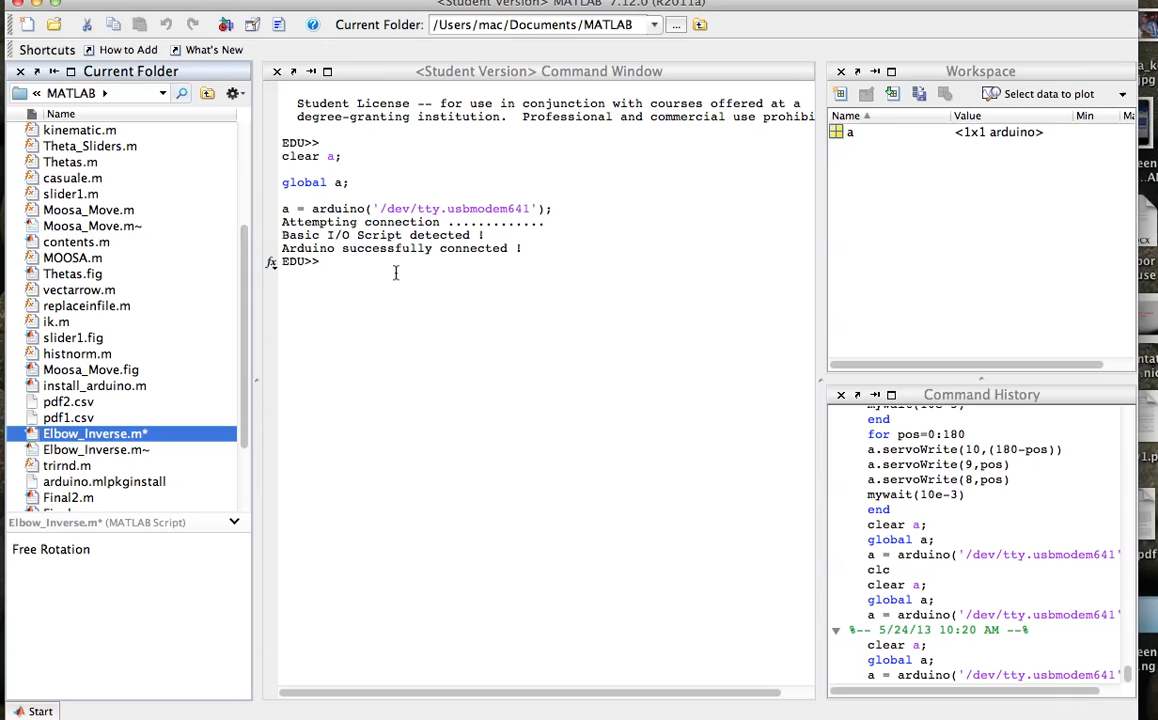 <Student Version> MATLAB 7.12.0 (R2011a)
Current Folder: /Users/mac/Documents/MATLAB
Shortcuts How to Add What's New
Current Folder
« MATLAB
Name
kinematic.m
Theta_Sliders.m
Thetas.m
casuale.m
slider1.m
Moosa_Move.m
Moosa_Move.m~
contents.m
MOOSA.m
Thetas.fig
vectarrow.m
replaceinfile.m
ik.m
slider1.fig
histnorm.m
Moosa_Move.fig
install_arduino.m
pdf2.csv
pdf1.csv
Elbow_Inverse.m*
Elbow_Inverse.m~
trirnd.m
arduino.mlpkginstall
Final2.m
Elbow_Inverse.m* (MATLAB Script)
Free Rotation
Start
<Student Version> Command Window
Student License -- for use in conjunction with courses offered at a
degree-granting institution.  Professional and commercial use prohibi
EDU>>
clear a;
global a;
a = arduino('/dev/tty.usbmodem641');
Attempting connection .............
Basic I/O Script detected !
Arduino successfully connected !
fx EDU>>
Workspace
Select data to plot
Name Value Min Ma
a <1x1 arduino>
Command History
mywait(10e-3)
end
for pos=0:180
a.servoWrite(10,(180-pos))
a.servoWrite(9,pos)
a.servoWrite(8,pos)
mywait(10e-3)
end
clear a;
global a;
a = arduino('/dev/tty.usbmodem641'
clc
clear a;
global a;
a = arduino('/dev/tty.usbmodem641'
%-- 5/24/13 10:20 AM --%
clear a;
global a;
a = arduino('/dev/tty.usbmodem641'